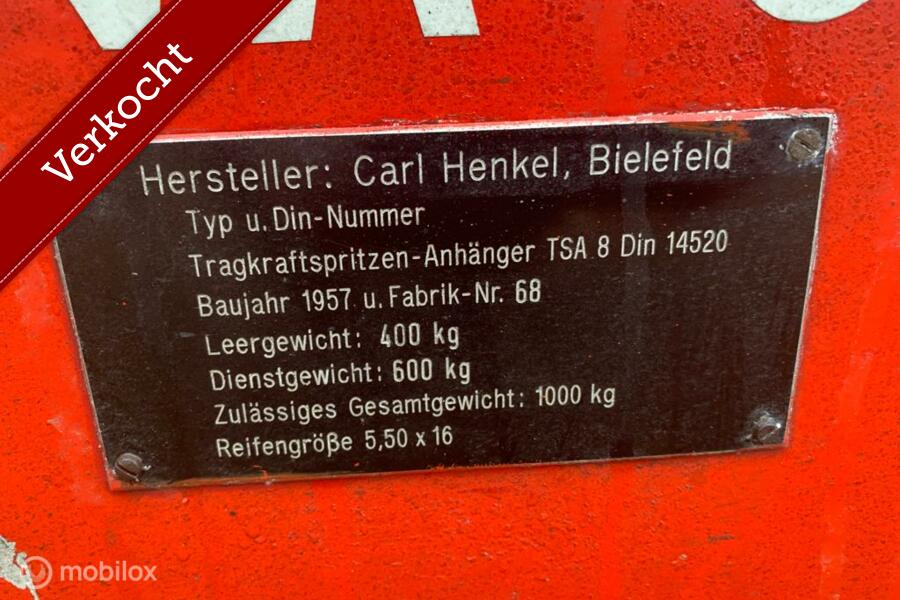 Verkocht
Hersteller: Carl Henkel, Bielefeld
Typ u. Din-Nummer
Tragkraftspritzen-Anhänger TSA 8 Din 14520
Baujahr 1957 u. Fabrik-Nr. 68
Leergewicht: 400 kg
Dienstgewicht: 600 kg
Zulässiges Gesamtgewicht: 1000 kg
Reifengröße 5,50 x 16
mobilox